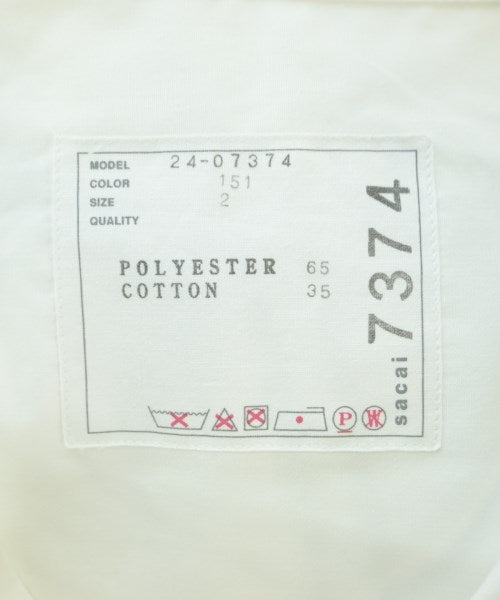 MODEL 24-07374
COLOR 151
SIZE 2
QUALITY
POLYESTER 65
COTTON 35
sacai 7374
P
W